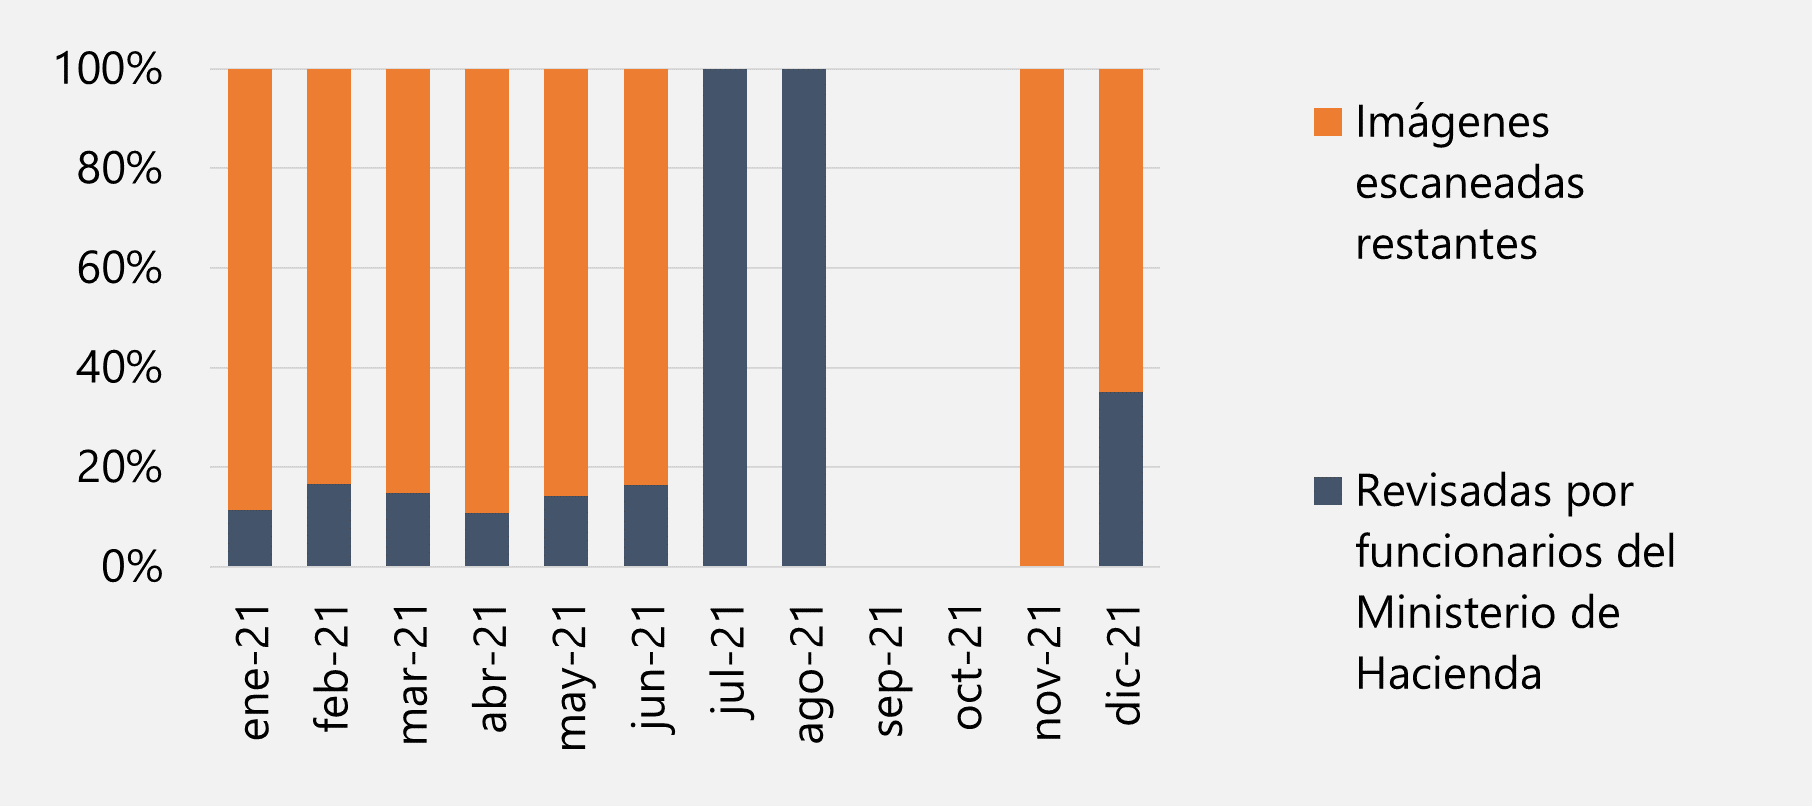 100%
80%
60%
40%
20%
0%
ene-21
feb-21
mar-21
abr-21
may-21
jun-21
jul-21
ago-21
sep-21
oct-21
nov-21
dic-21
Imágenes
escaneadas
restantes
Revisadas por
funcionarios del
Ministerio de
Hacienda